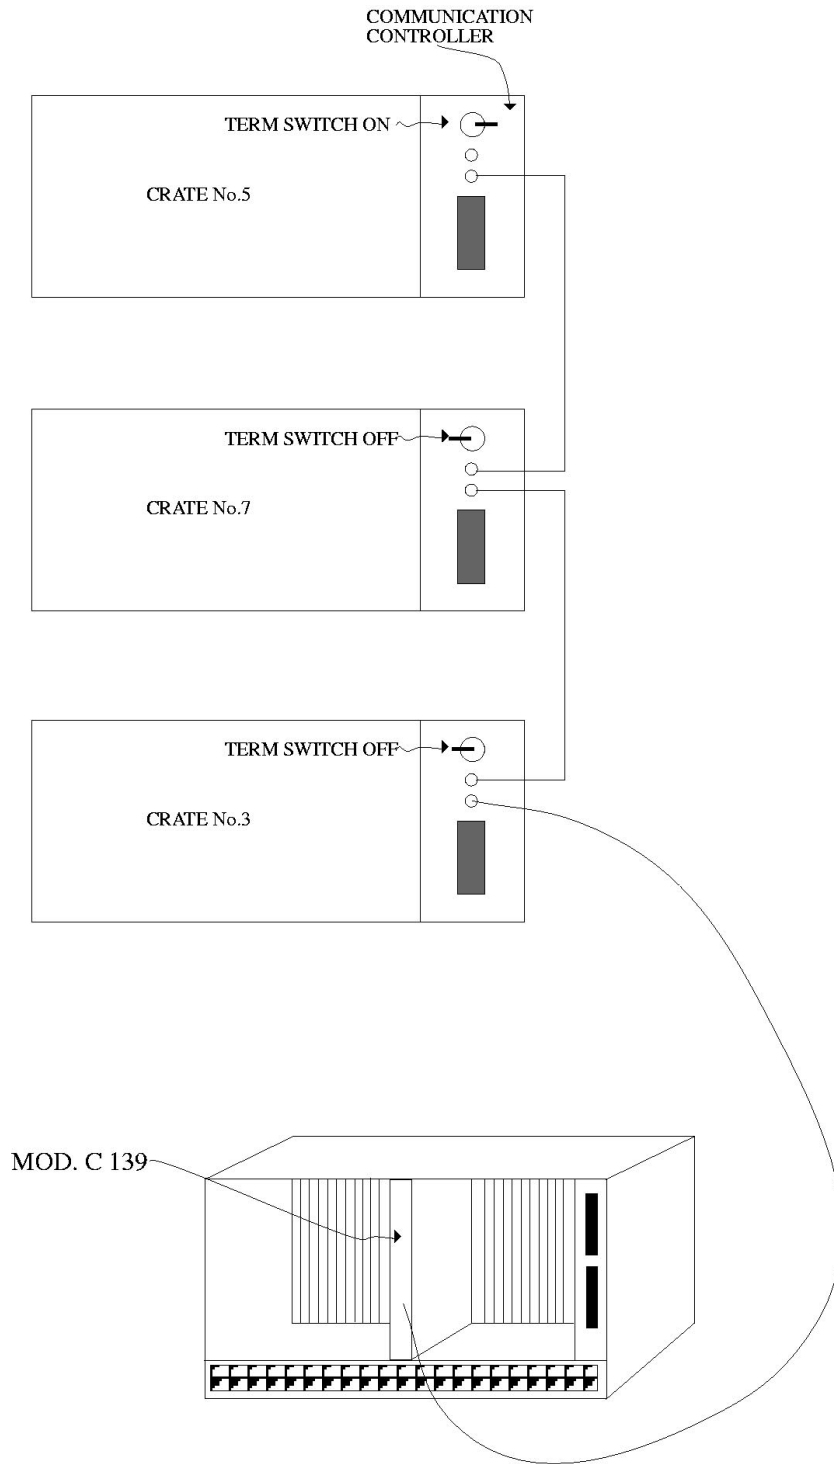 COMMUNICATION
CONTROLLER
TERM SWITCH ON
CRATE No.5
TERM SWITCH OFF
CRATE No.7
TERM SWITCH OFF
CRATE No.3
MOD. C 139